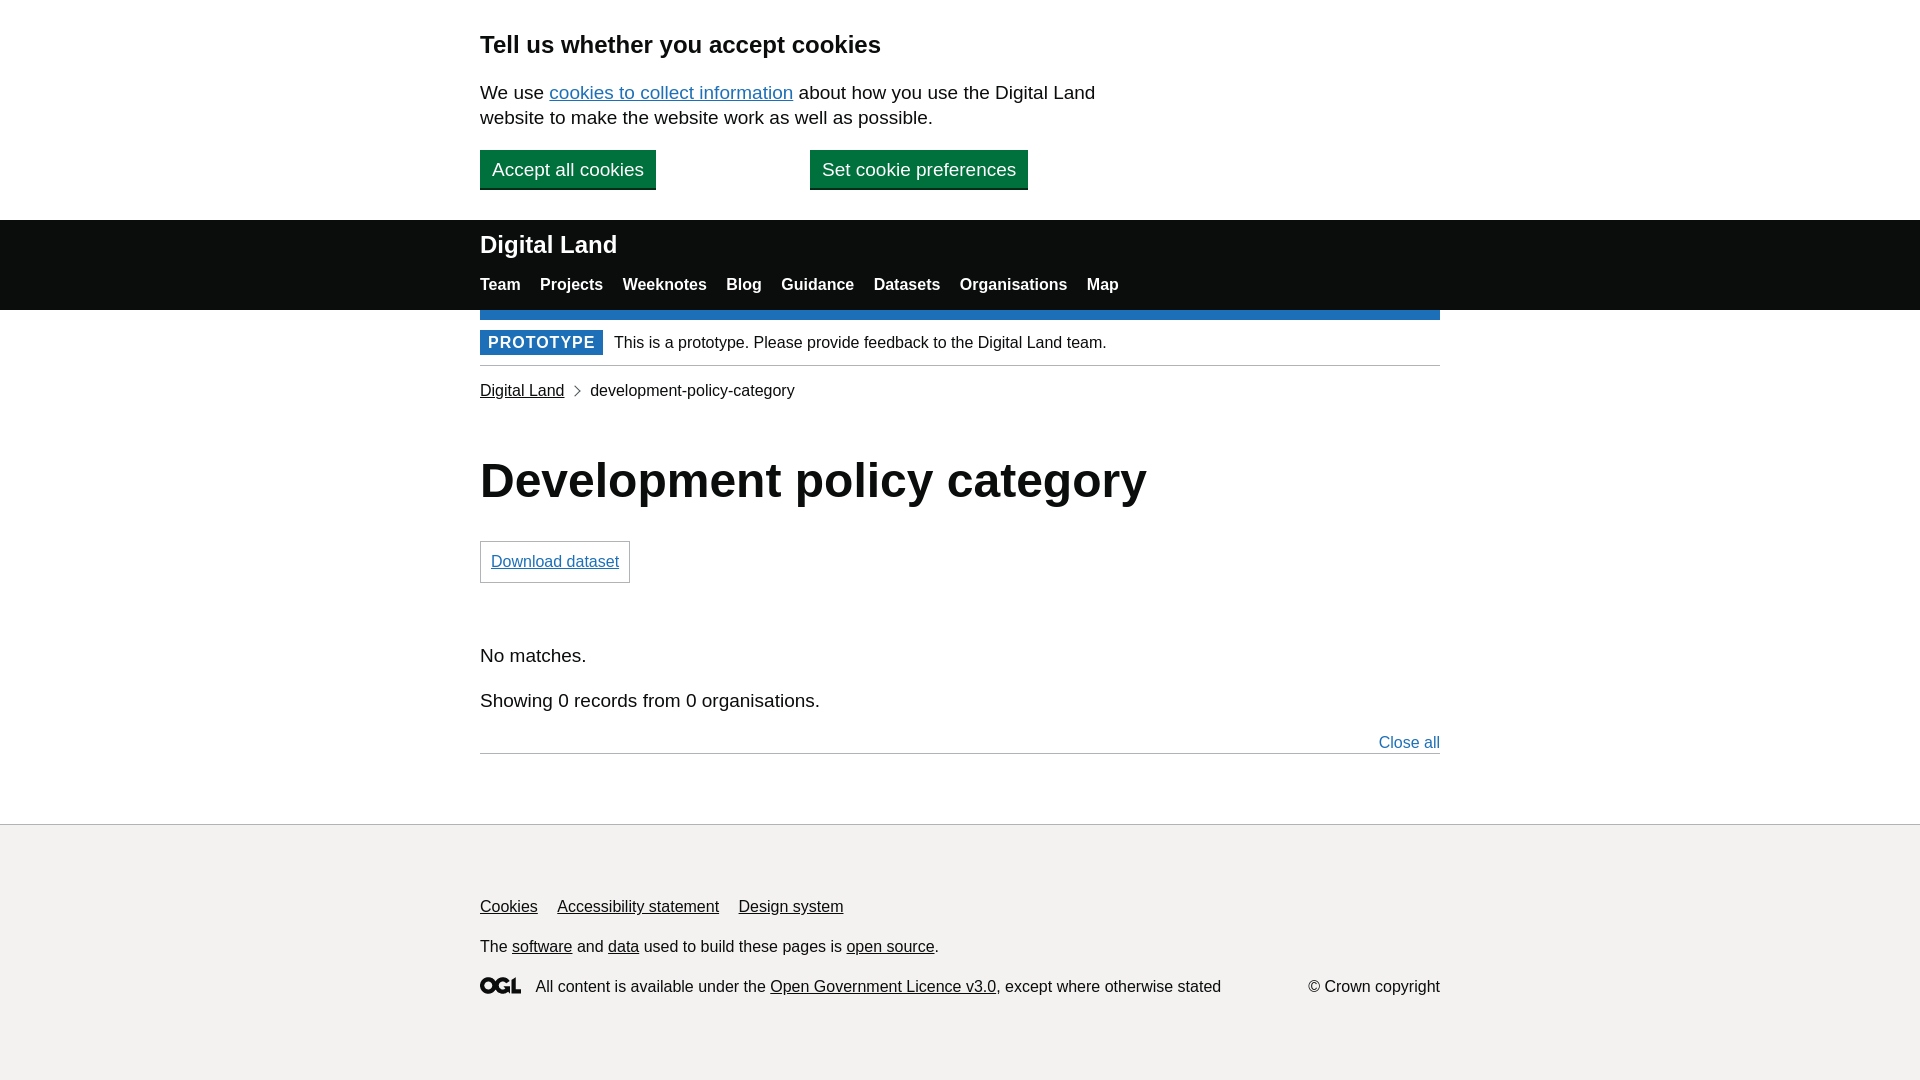 Tell us whether you accept cookies
We use cookies to collect information about how you use the Digital Land
website to make the website work as well as possible.
Accept all cookies
Set cookie preferences
Digital Land
Team Projects Weeknotes Blog Guidance Datasets Organisations Map
PROTOTYPE This is a prototype. Please provide feedback to the Digital Land team.
Digital Land development-policy-category
Development policy category
Download dataset
No matches.
Showing 0 records from 0 organisations.
Close all
Cookies Accessibility statement Design system
The software and data used to build these pages is open source.
OGL All content is available under the Open Government Licence v3.0, except where otherwise stated
© Crown copyright